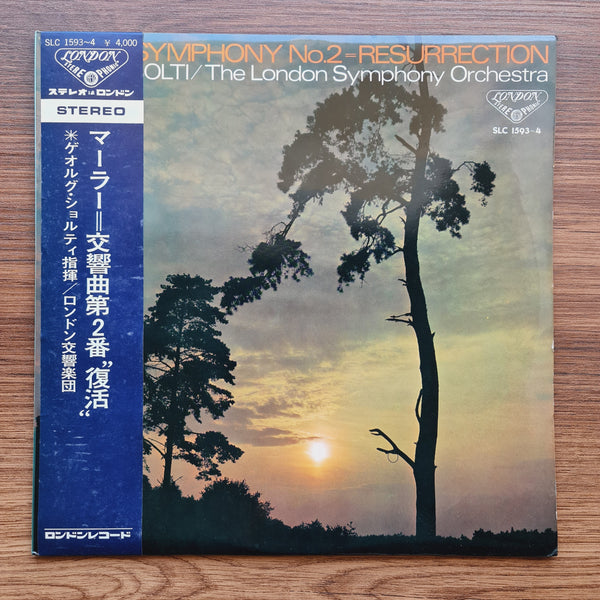 SLC 1593~4 ¥ 4,000
LONDON
STEREOPHONIC
ステレオはロンドン
STEREO
マーラー=交響曲第2番"復活"
*ゲオルグ・ショルティ指揮/ロンドン交響楽団
ロンドンレコード
SYMPHONY No.2=RESURRECTION
OLTI/The London Symphony Orchestra
LONDON
STEREOPHONIC
SLC 1593~4